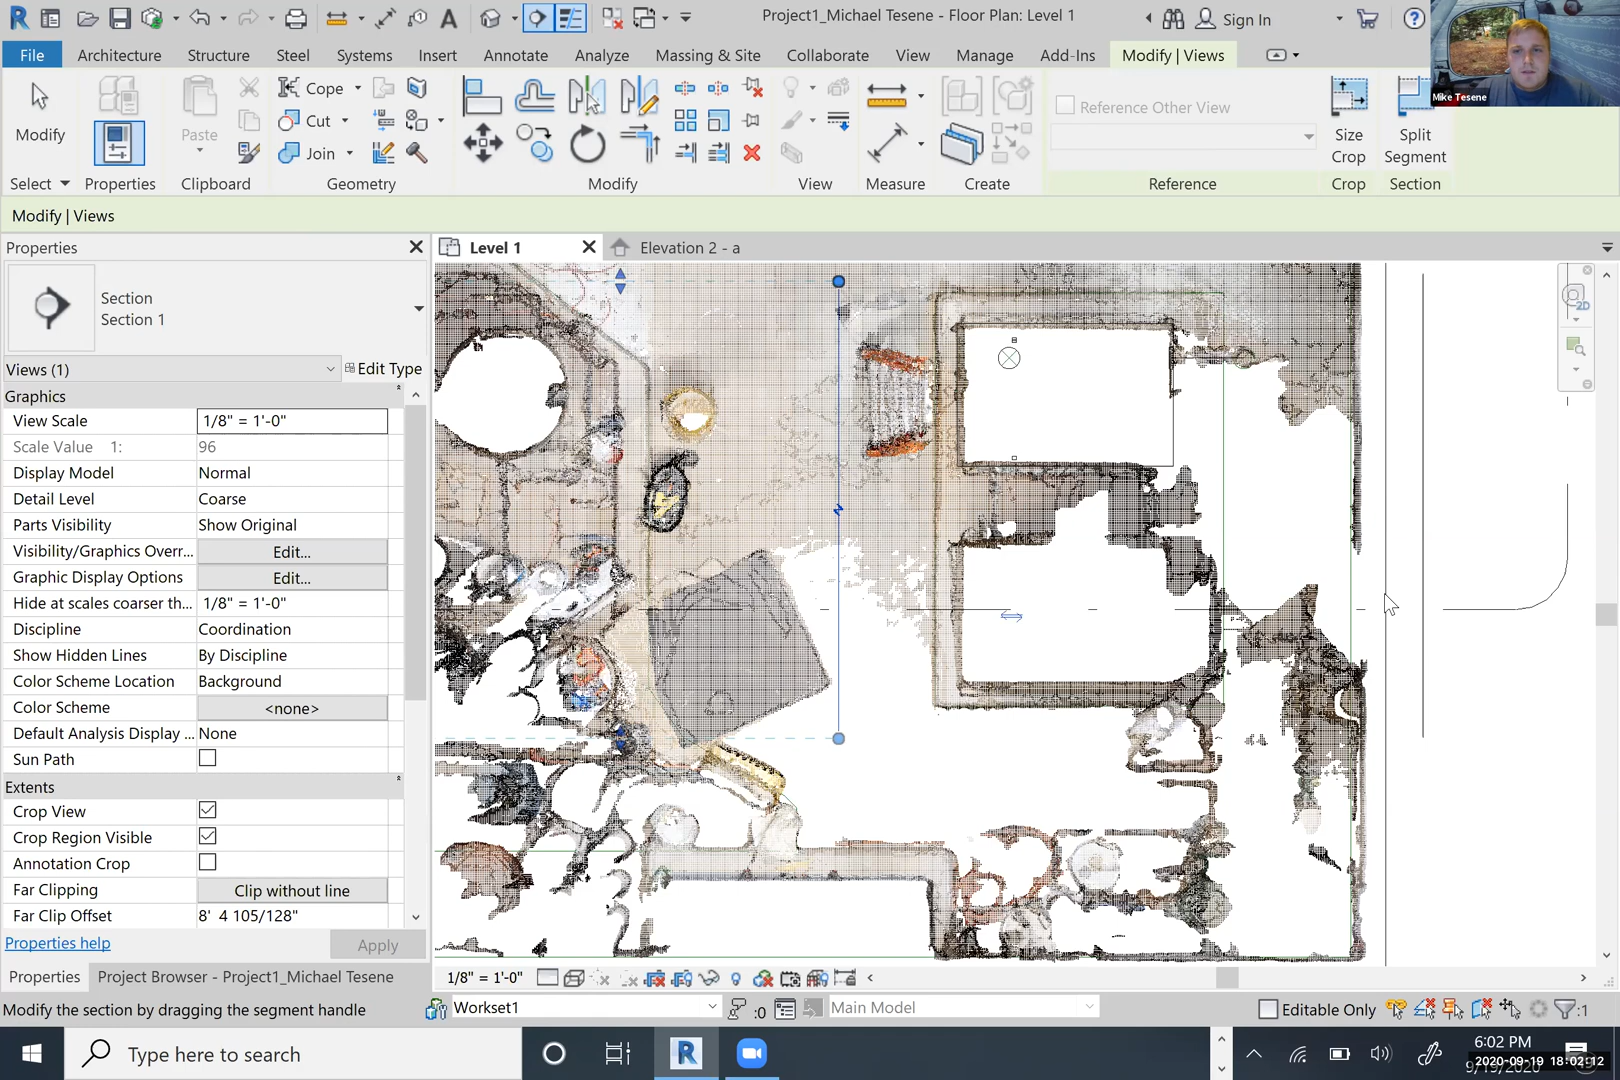 Project1_Michael Tesene - Floor Plan: Level 1
Sign In
Mike Tesene
File Architecture Structure Steel Systems Insert Annotate Analyze Massing & Site Collaborate View Manage Add-Ins Modify | Views
Modify
Paste
Cope
Cut
Join
Reference Other View
Size Crop
Split Segment
Select Properties Clipboard Geometry Modify View Measure Create Reference Crop Section
Modify | Views
Properties
Level 1
Elevation 2 - a
Section
Section 1
Views (1)
Edit Type
Graphics
View Scale 1/8" = 1'-0"
Scale Value 1: 96
Display Model Normal
Detail Level Coarse
Parts Visibility Show Original
Visibility/Graphics Overr... Edit...
Graphic Display Options Edit...
Hide at scales coarser th... 1/8" = 1'-0"
Discipline Coordination
Show Hidden Lines By Discipline
Color Scheme Location Background
Color Scheme <none>
Default Analysis Display ... None
Sun Path
Extents
Crop View
Crop Region Visible
Annotation Crop
Far Clipping Clip without line
Far Clip Offset 8' 4 105/128"
Properties help
Apply
Properties
Project Browser - Project1_Michael Tesene
1/8" = 1'-0"
Modify the section by dragging the segment handle
Workset1
:0
Main Model
Editable Only
:1
Type here to search
6:02 PM
2020-09-19 18:02:12
9/19/2020